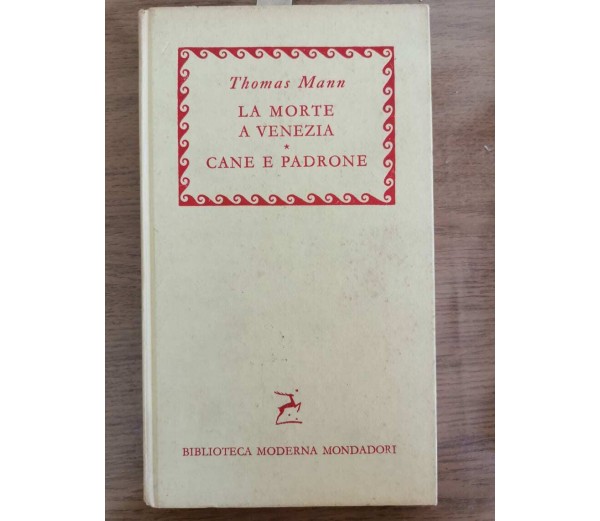 Thomas Mann
LA MORTE
A VENEZIA
*
CANE E PADRONE
BIBLIOTECA MODERNA MONDADORI